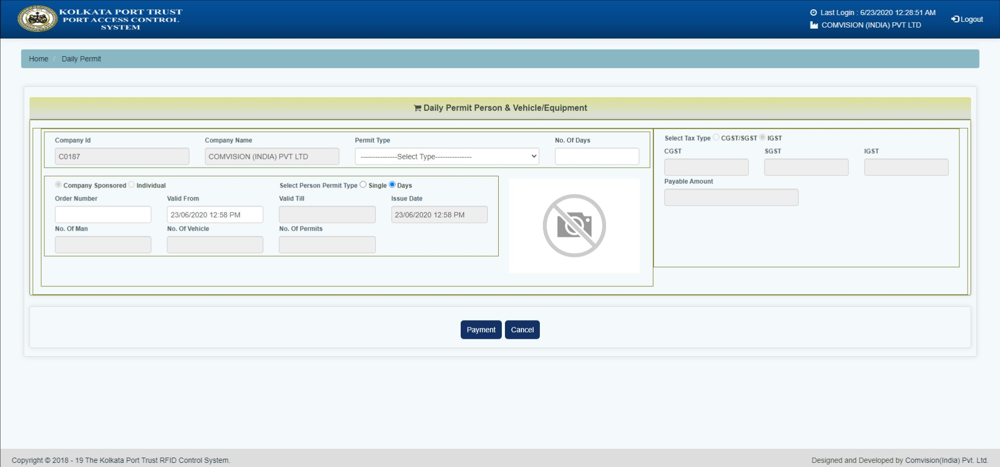 KOLKATA PORT TRUST
PORT ACCESS CONTROL
SYSTEM
Last Login : 6/23/2020 12:28:51 AM
COMVISION (INDIA) PVT LTD
Logout
Home / Daily Permit
Daily Permit Person & Vehicle/Equipment
Company Id Company Name Permit Type No. Of Days
C0187 COMVISION (INDIA) PVT LTD ---------------Select Type---------------
Company Sponsored Individual Select Person Permit Type Single Days
Order Number Valid From Valid Till Issue Date
23/06/2020 12:58 PM 23/06/2020 12:58 PM
No. Of Man No. Of Vehicle No. Of Permits
Select Tax Type CGST/SGST IGST
CGST SGST IGST
Payable Amount
Payment Cancel
Copyright © 2018 - 19 The Kolkata Port Trust RFID Control System.
Designed and Developed by Comvision(India) Pvt. Ltd.